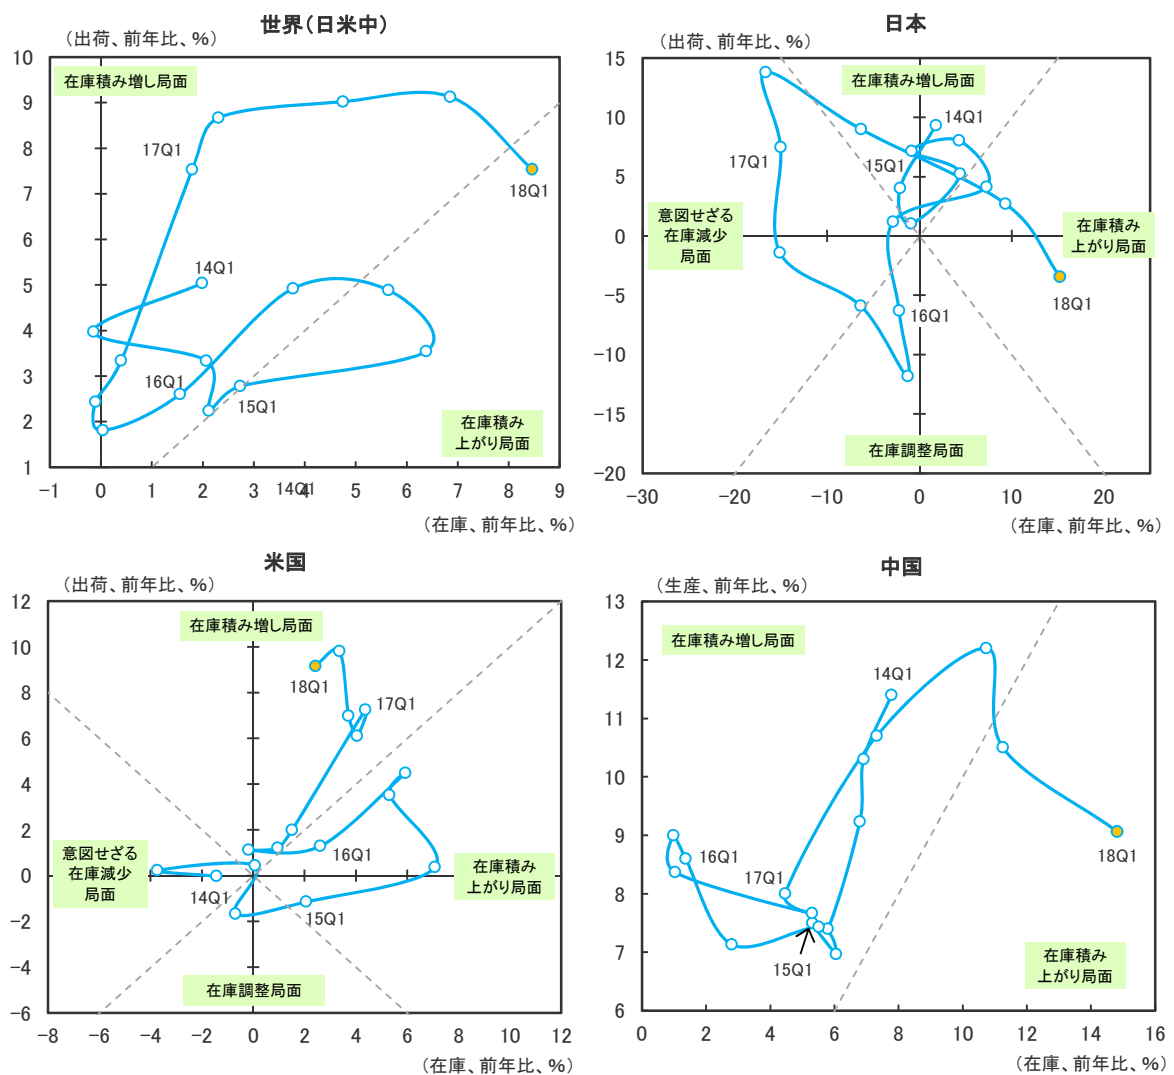 世界（日米中）
（出荷、前年比、%）
10
9
8
7
6
5
4
3
2
1
在庫積み増し局面
17Q1
18Q1
14Q1
16Q1
15Q1
在庫積み
上がり局面
−1 0 1 2 3 4 5 6 7 8 9
14Q1
（在庫、前年比、%）
日本
（出荷、前年比、%）
15
10
5
0
−5
−10
−15
−20
在庫積み増し局面
14Q1
17Q1
15Q1
意図せざる
在庫減少
局面
在庫積み
上がり局面
18Q1
16Q1
在庫調整局面
−30 −20 −10 0 10 20
（在庫、前年比、%）
米国
（出荷、前年比、%）
12
10
8
6
4
2
0
−2
−4
−6
在庫積み増し局面
18Q1
17Q1
16Q1
意図せざる
在庫減少
局面
在庫積み
上がり局面
14Q1
15Q1
在庫調整局面
−8 −6 −4 −2 0 2 4 6 8 10 12
（在庫、前年比、%）
中国
（生産、前年比、%）
13
12
11
10
9
8
7
6
在庫積み増し局面
14Q1
16Q1
17Q1
18Q1
15Q1
在庫積み
上がり局面
0 2 4 6 8 10 12 14 16
（在庫、前年比、%）